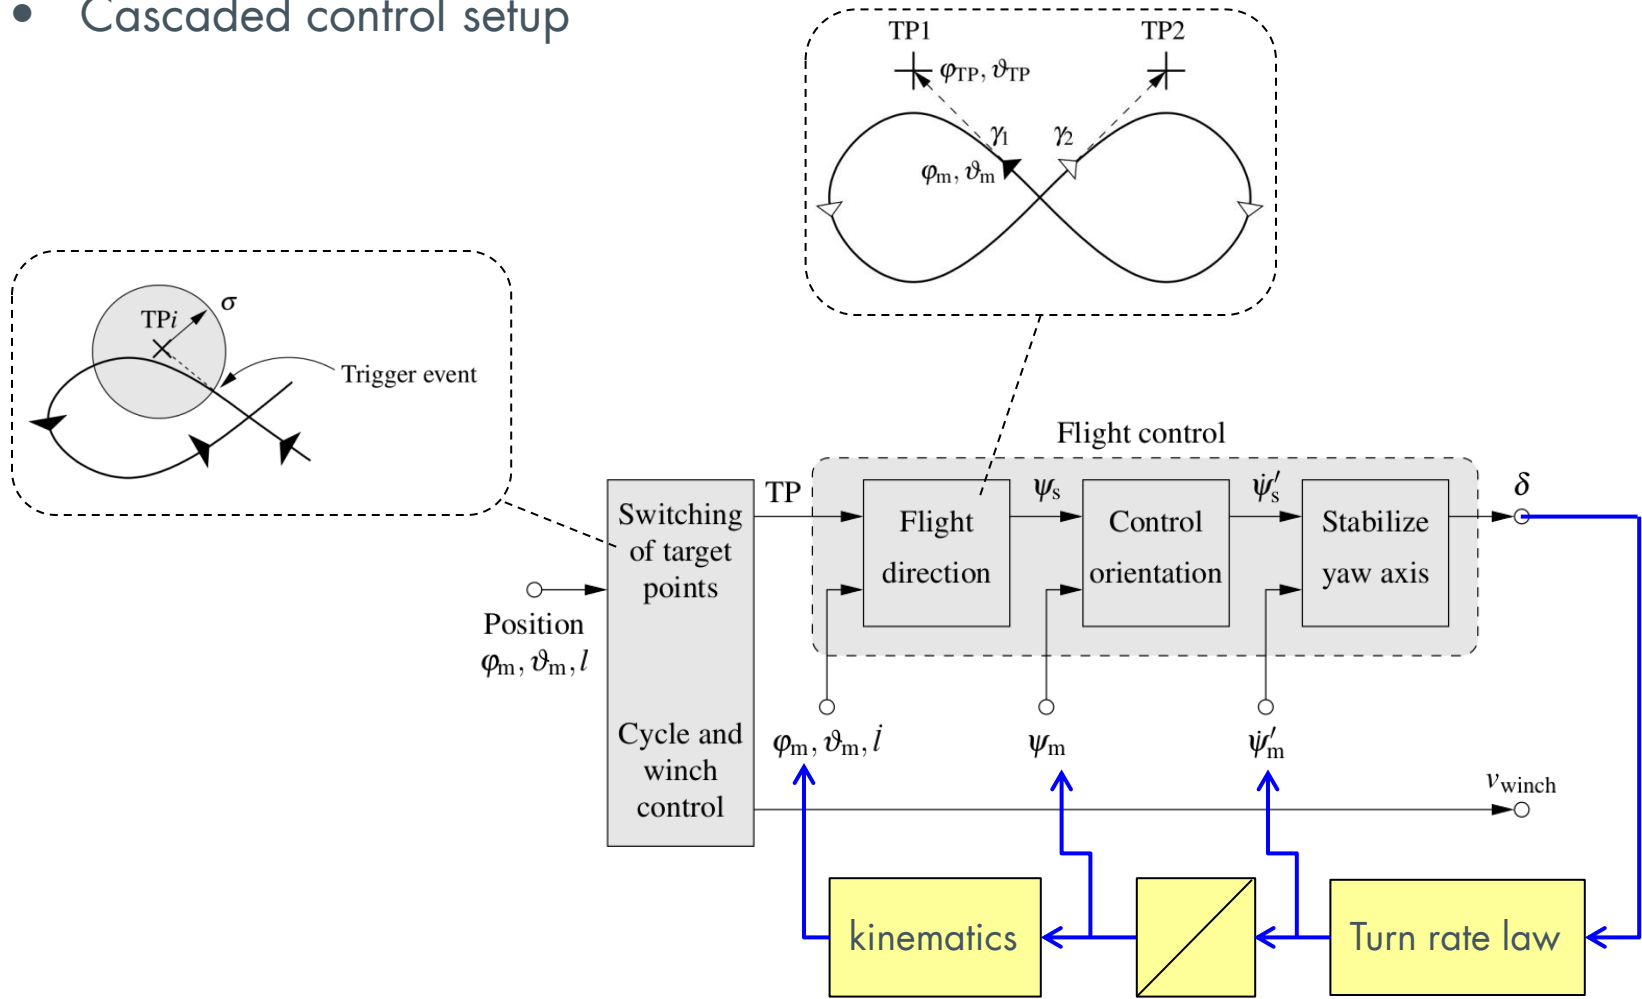 • Cascaded control setup
TP1
TP2
φTP, ϑTP
γ1
γ2
φm, ϑm
σ
TPi
Trigger event
Flight control
Switching
of target
points
TP
Flight
direction
ψs
Control
orientation
ψ̇′s
Stabilize
yaw axis
δ
Position
φm, ϑm, l
Cycle and
winch
control
φm, ϑm, l̇
ψm
ψ̇′m
vwinch
kinematics
Turn rate law